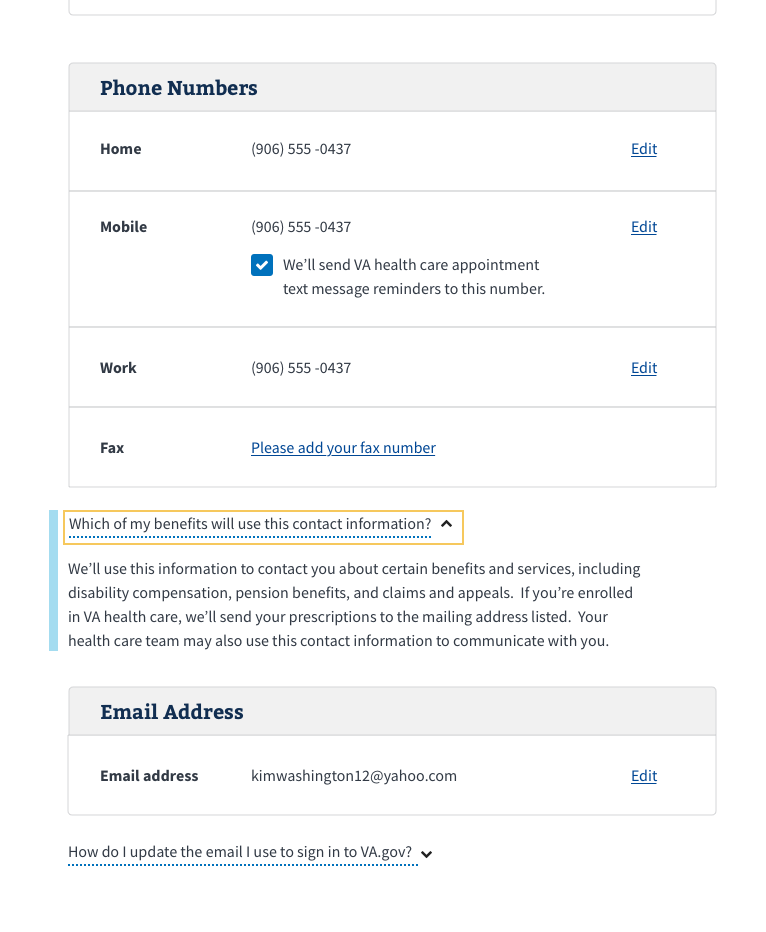 Phone Numbers
Home (906) 555 -0437 Edit
Mobile (906) 555 -0437 Edit
We’ll send VA health care appointment
text message reminders to this number.
Work (906) 555 -0437 Edit
Fax Please add your fax number
Which of my benefits will use this contact information?
We’ll use this information to contact you about certain benefits and services, including
disability compensation, pension benefits, and claims and appeals.  If you’re enrolled
in VA health care, we’ll send your prescriptions to the mailing address listed.  Your
health care team may also use this contact information to communicate with you.
Email Address
Email address kimwashington12@yahoo.com Edit
How do I update the email I use to sign in to VA.gov?